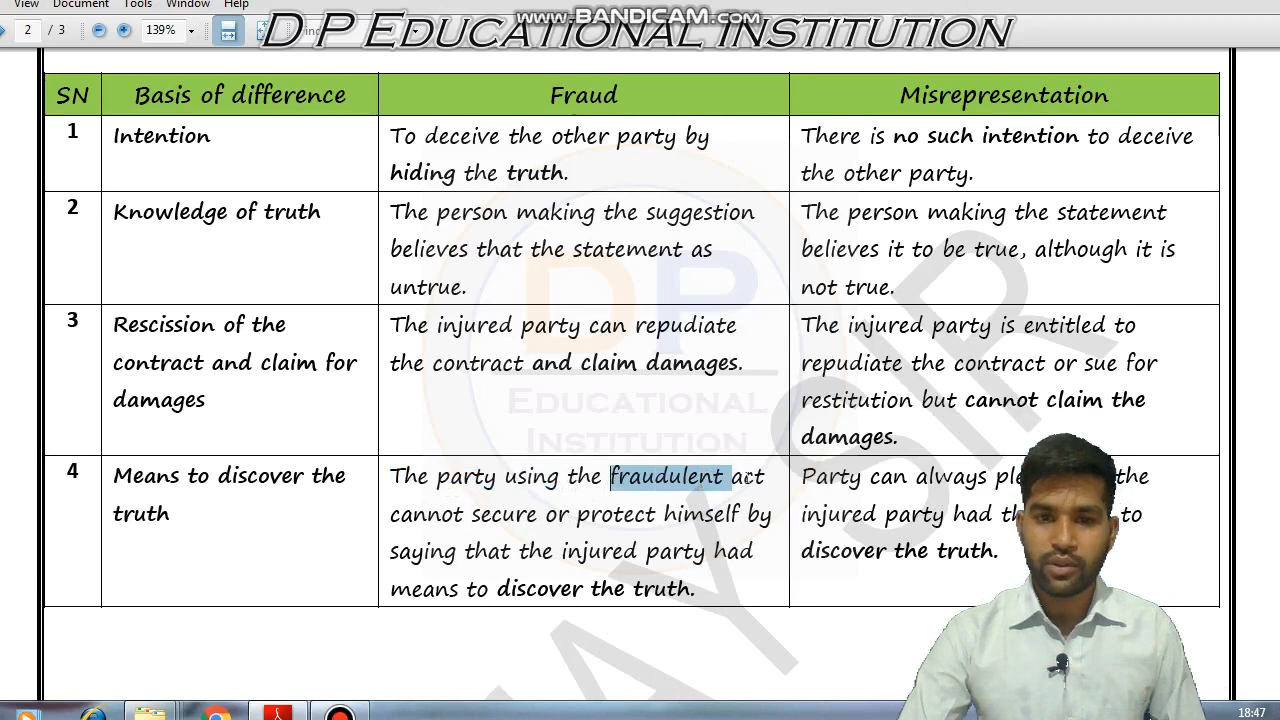 View Document Tools Window Help
www.BANDICAM.com
2 / 3 139%
D P EDUCATIONAL INSTITUTION
SN Basis of difference Fraud Misrepresentation
1 Intention
To deceive the other party by
hiding the truth.
There is no such intention to deceive
the other party.
2 Knowledge of truth
The person making the suggestion
believes that the statement as
untrue.
The person making the statement
believes it to be true, although it is
not true.
3 Rescission of the
contract and claim for
damages
The injured party can repudiate
the contract and claim damages.
The injured party is entitled to
repudiate the contract or sue for
restitution but cannot claim the
damages.
4 Means to discover the
truth
The party using the fraudulent act
cannot secure or protect himself by
saying that the injured party had
means to discover the truth.
Party can always the
injured party had to
discover the truth.
DP
EDUCATIONAL
INSTITUTION
SIR
18:47